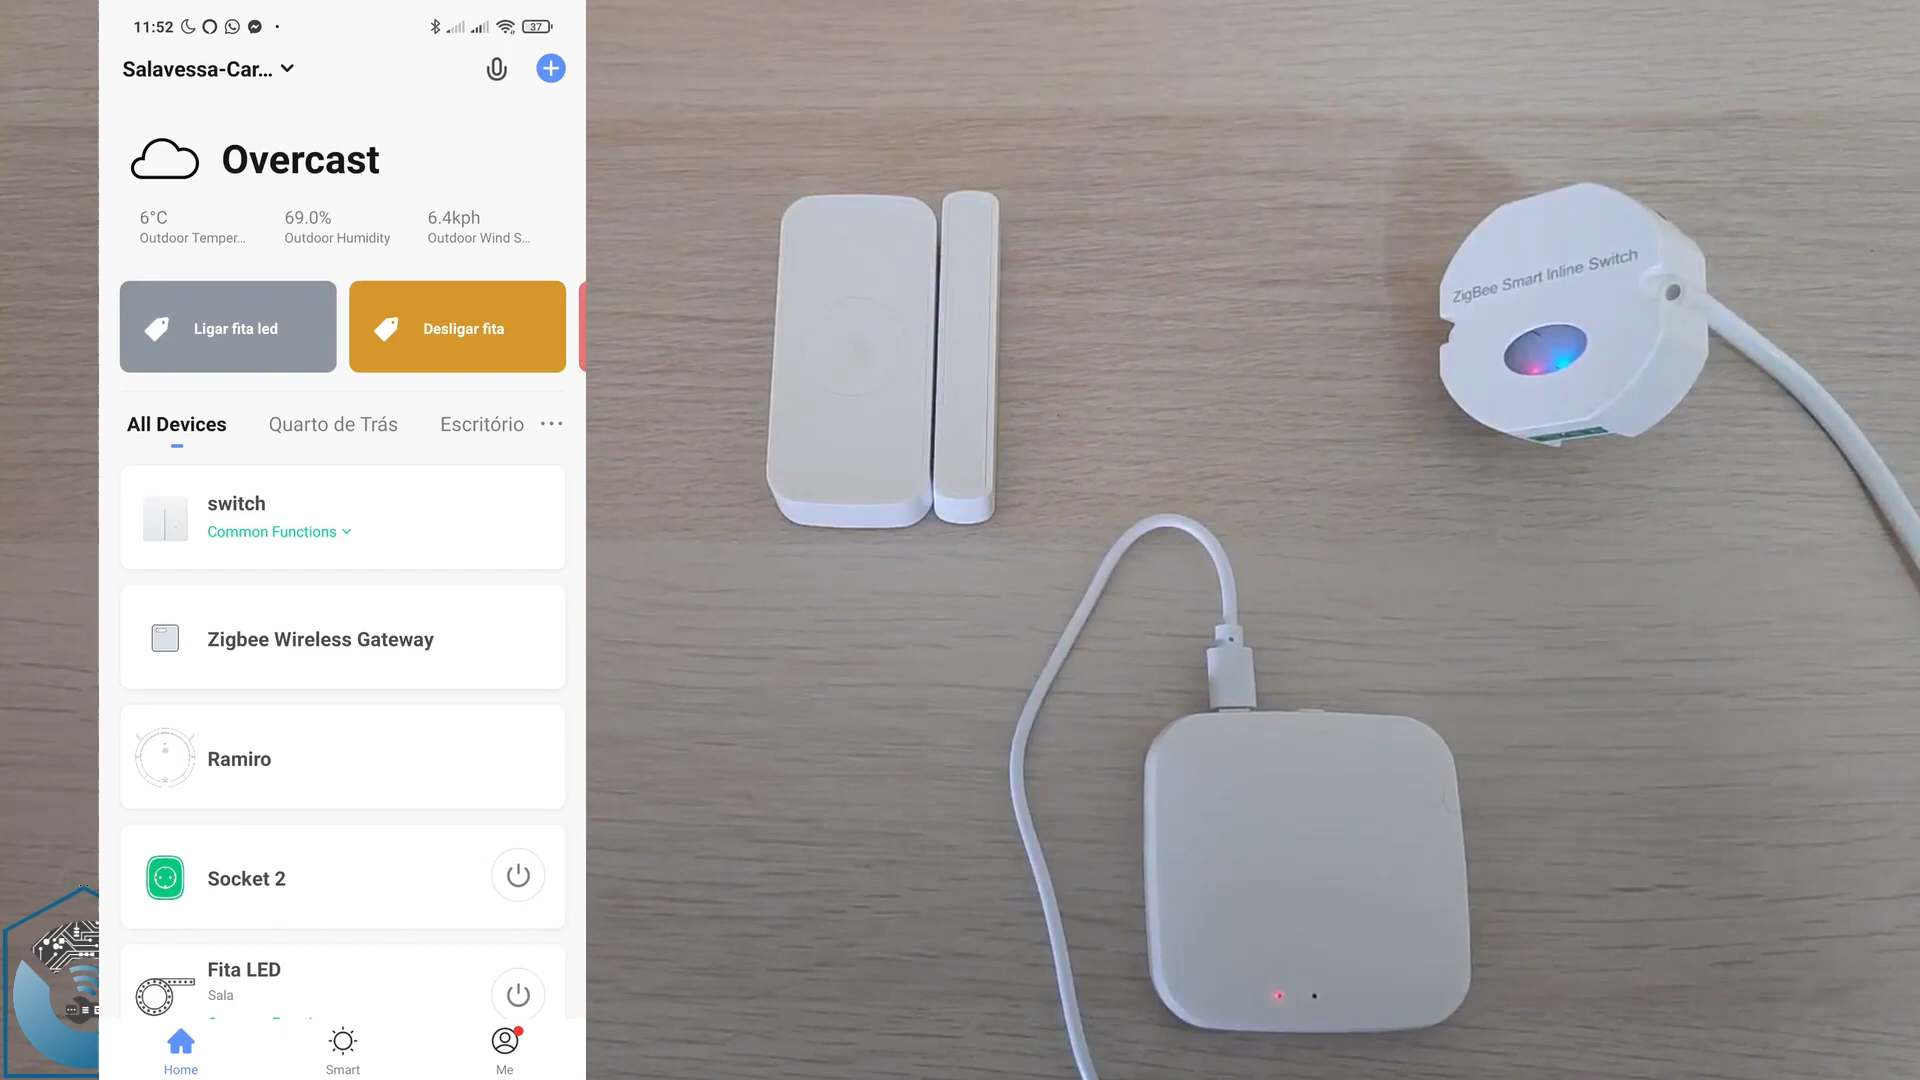 11:52
37
Salavessa-Car...
Overcast
6°C
69.0%
6.4kph
Outdoor Temper...
Outdoor Humidity
Outdoor Wind S...
Ligar fita led
Desligar fita
All Devices
Quarto de Trás
Escritório
switch
Common Functions
Zigbee Wireless Gateway
Ramiro
Socket 2
Fita LED
Sala
Home
Smart
Me
ZigBee Smart Inline Switch